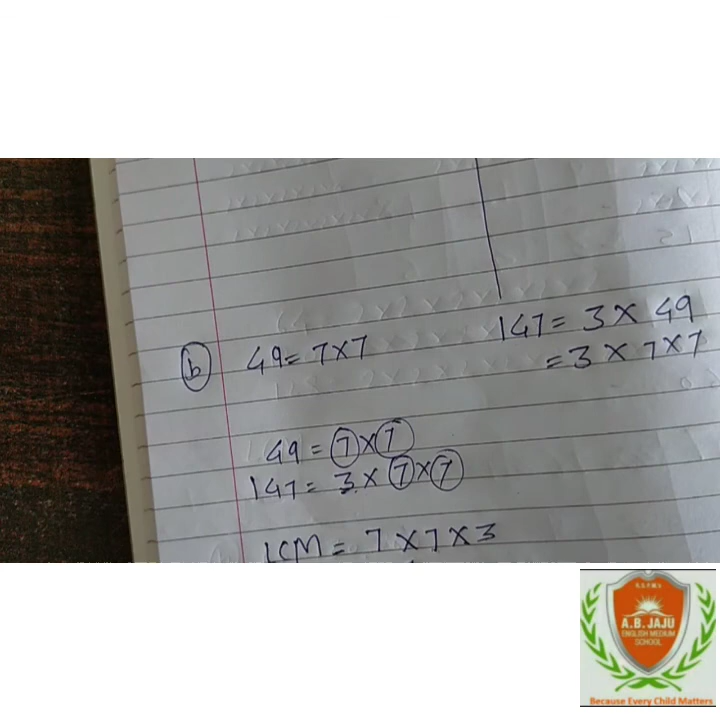 (b) 49 = 7×7 147 = 3 × 49
= 3 × 7 × 7
49 = 7 × 7
147 = 3 × 7 × 7
LCM = 7 × 7 × 3
A.B. JAJU
ENGLISH MEDIUM
SCHOOL
Because Every Child Matters